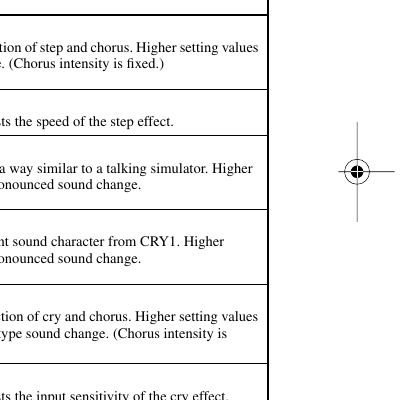 tion of step and chorus. Higher setting values
. (Chorus intensity is fixed.)
ts the speed of the step effect.
a way similar to a talking simulator. Higher
onounced sound change.
nt sound character from CRY1. Higher
onounced sound change.
tion of cry and chorus. Higher setting values
type sound change. (Chorus intensity is
ts the input sensitivity of the cry effect.